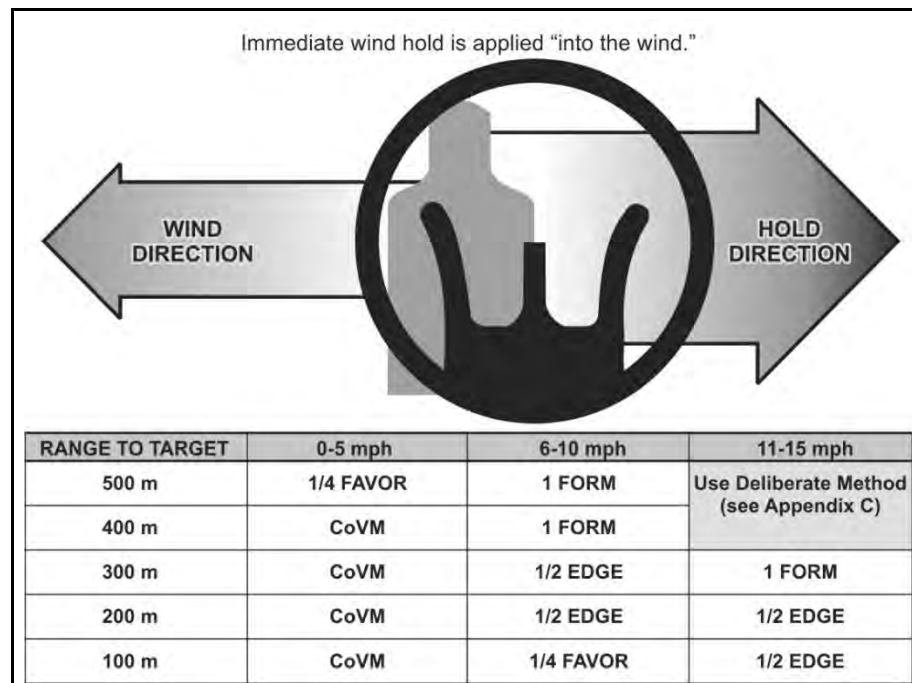 Immediate wind hold is applied “into the wind.”
WIND
DIRECTION
HOLD
DIRECTION
RANGE TO TARGET 0-5 mph 6-10 mph 11-15 mph
500 m 1/4 FAVOR 1 FORM Use Deliberate Method
(see Appendix C)
400 m CoVM 1 FORM
300 m CoVM 1/2 EDGE 1 FORM
200 m CoVM 1/2 EDGE 1/2 EDGE
100 m CoVM 1/4 FAVOR 1/2 EDGE